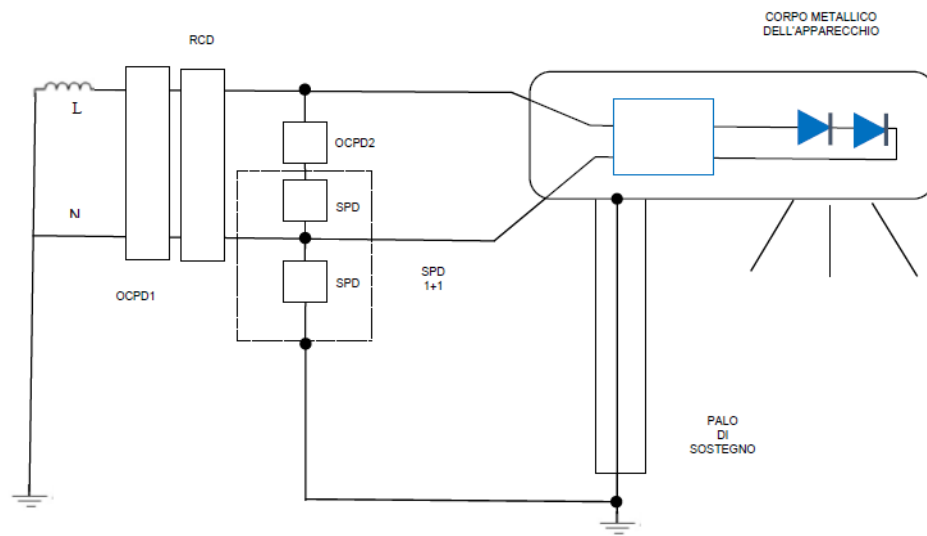 CORPO METALLICO
DELL'APPARECCHIO
RCD
L
OCPD2
SPD
N
SPD
SPD
1+1
OCPD1
PALO
DI
SOSTEGNO